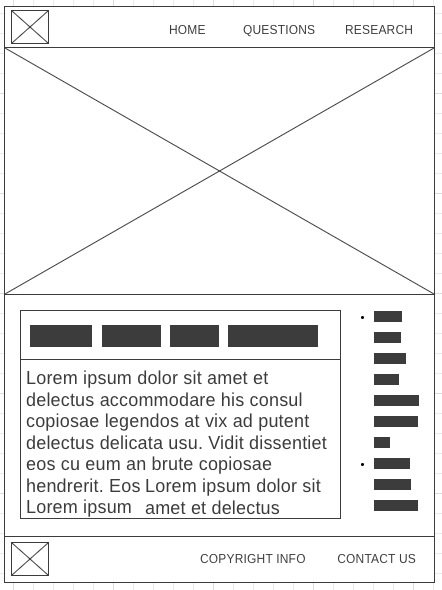 HOME QUESTIONS RESEARCH
Lorem ipsum dolor sit amet et
delectus accommodare his consul
copiosae legendos at vix ad putent
delectus delicata usu. Vidit dissentiet
eos cu eum an brute copiosae
hendrerit. Eos Lorem ipsum dolor sit
Lorem ipsum amet et delectus
COPYRIGHT INFO CONTACT US